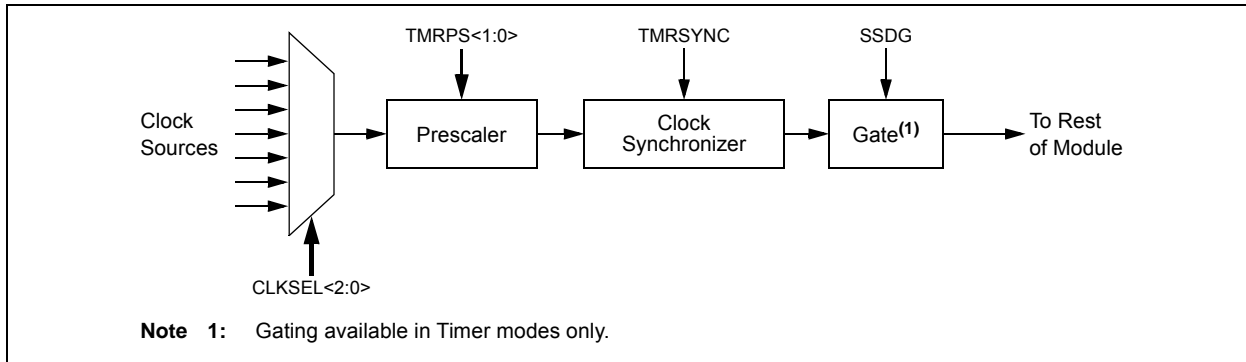 TMRPS<1:0>
TMRSYNC
SSDG
Clock
Sources
Prescaler
Clock
Synchronizer
Gate(1)
To Rest
of Module
CLKSEL<2:0>
Note 1: Gating available in Timer modes only.